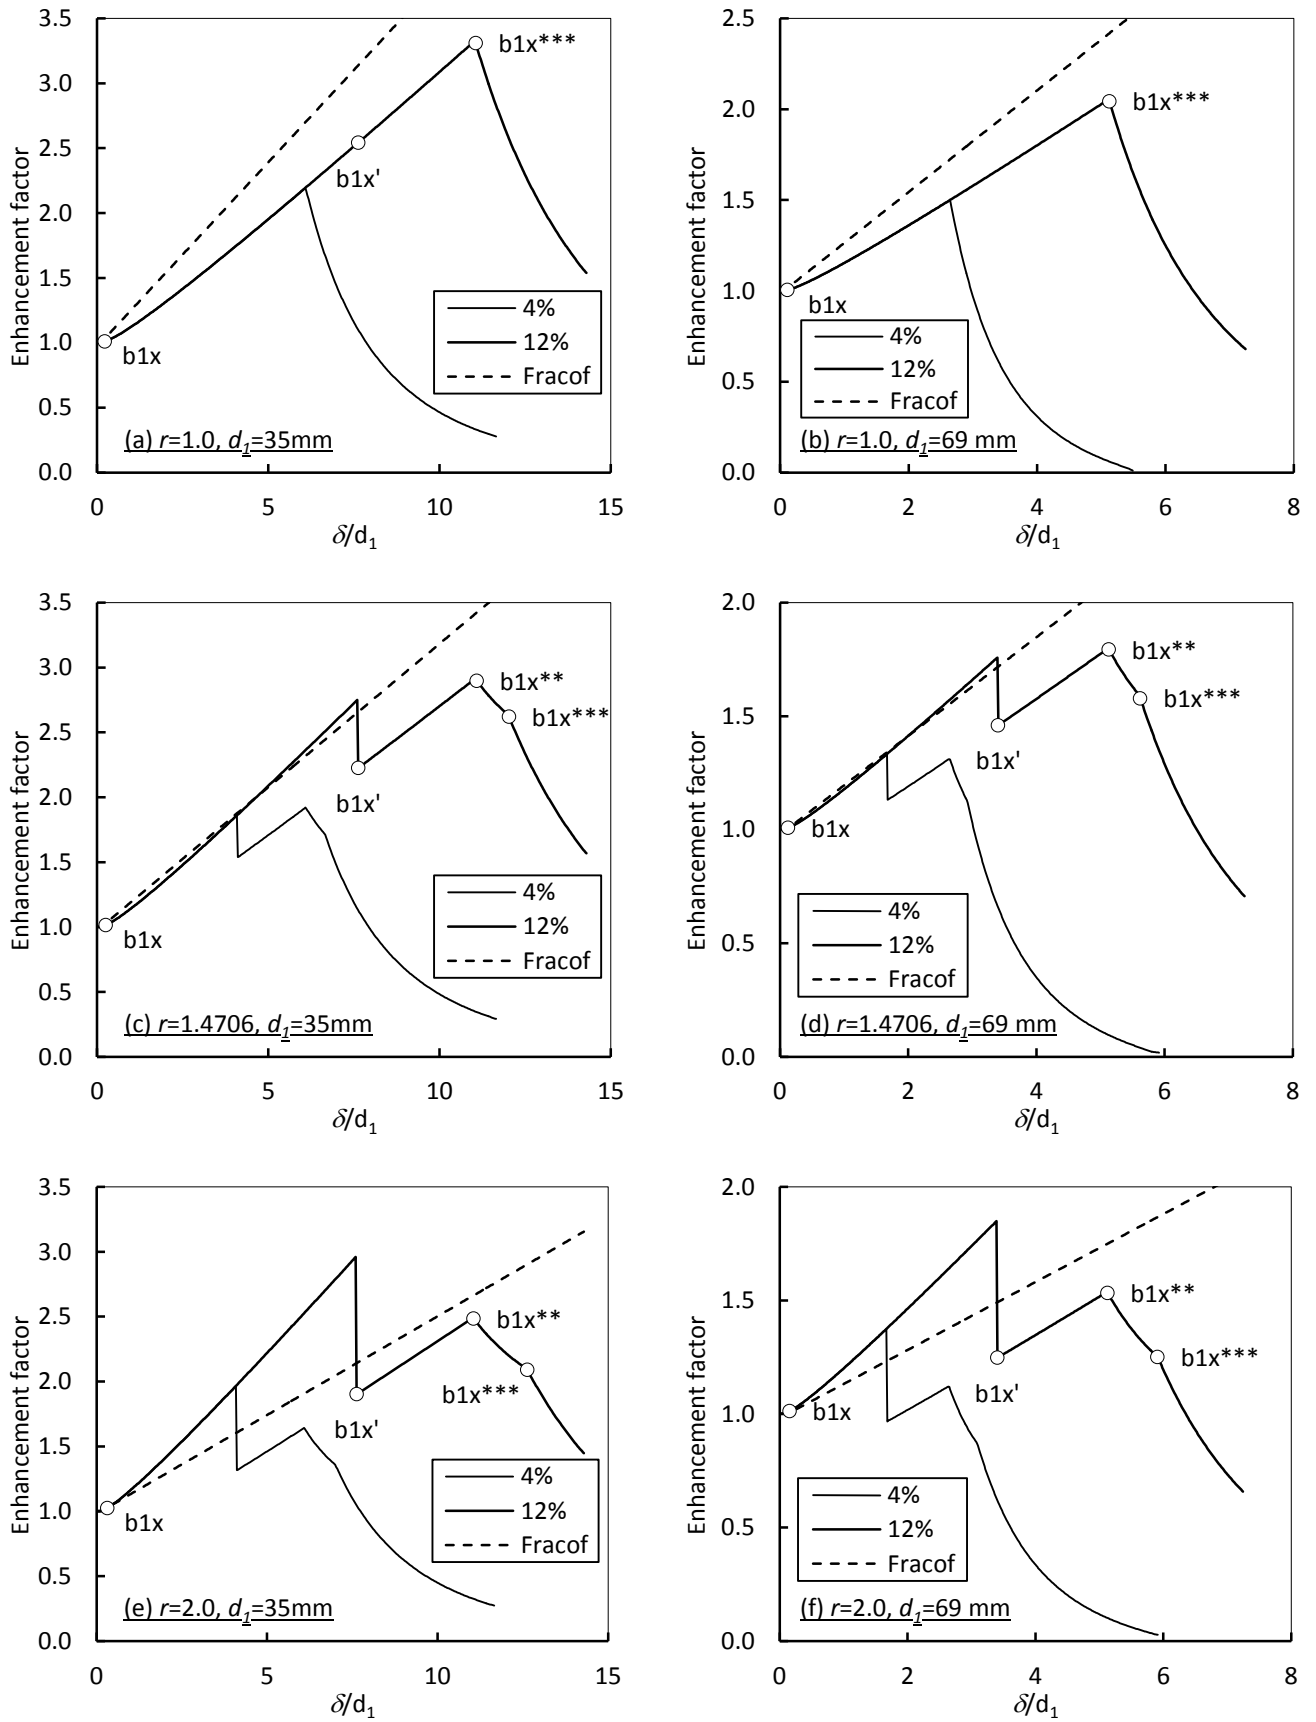 3.5
3.0
2.5
2.0
1.5
1.0
0.5
0.0
Enhancement factor
b1x***
b1x'
b1x
4%
12%
Fracof
(a) r=1.0, d1=35mm
0 5 10 15
δ/d1
2.5
2.0
1.5
1.0
0.5
0.0
Enhancement factor
b1x***
b1x
4%
12%
Fracof
(b) r=1.0, d1=69 mm
0 2 4 6 8
δ/d1
3.5
3.0
2.5
2.0
1.5
1.0
0.5
0.0
Enhancement factor
b1x**
b1x***
b1x'
b1x
4%
12%
Fracof
(c) r=1.4706, d1=35mm
0 5 10 15
δ/d1
2.0
1.5
1.0
0.5
0.0
Enhancement factor
b1x**
b1x***
b1x'
b1x
4%
12%
Fracof
(d) r=1.4706, d1=69 mm
0 2 4 6 8
δ/d1
3.5
3.0
2.5
2.0
1.5
1.0
0.5
0.0
Enhancement factor
b1x**
b1x***
b1x'
b1x
4%
12%
Fracof
(e) r=2.0, d1=35mm
0 5 10 15
δ/d1
2.0
1.5
1.0
0.5
0.0
Enhancement factor
b1x**
b1x***
b1x'
b1x
4%
12%
Fracof
(f) r=2.0, d1=69 mm
0 2 4 6 8
δ/d1